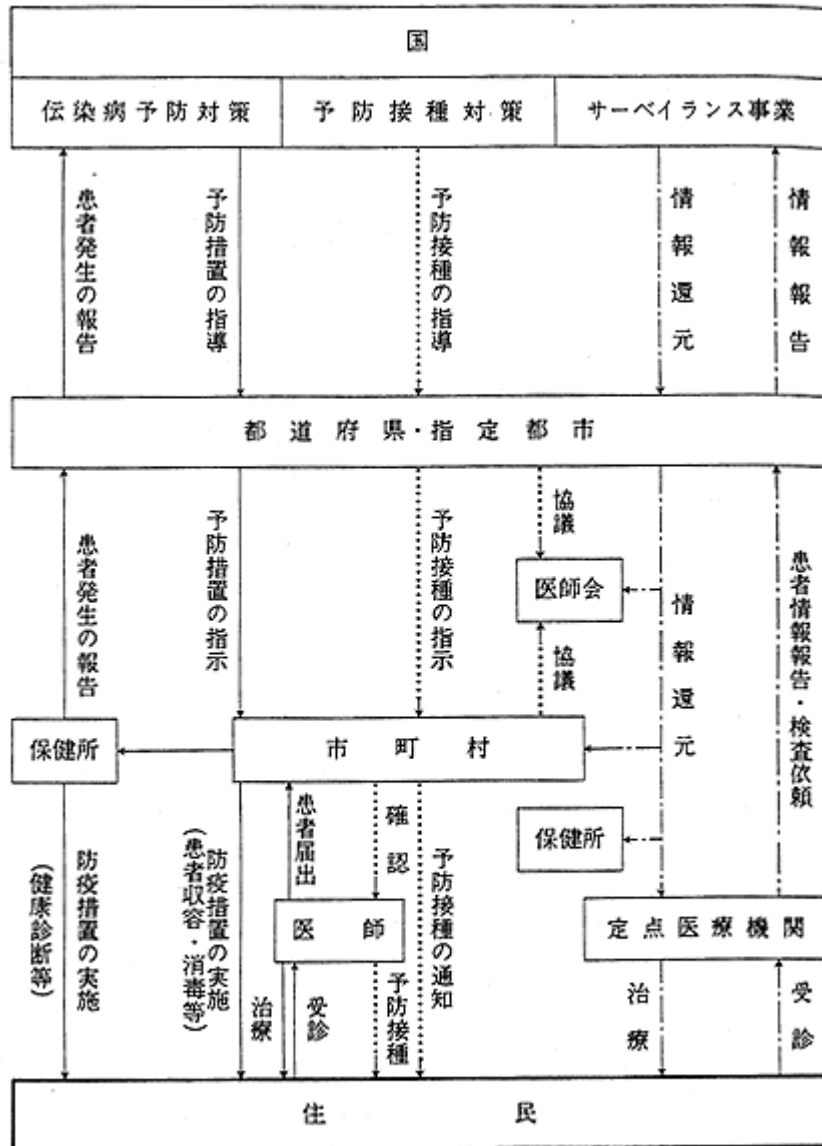 国
伝染病予防対策
予防接種対策
サーベイランス事業
患者発生の報告
予防措置の指導
予防接種の指導
情報還元
情報報告
都道府県・指定都市
患者発生の報告
予防措置の指示
予防接種の指示
協議
医師会
協議
情報還元
患者情報報告・検査依頼
保健所
市町村
保健所
患者届出
確認
防疫措置の実施
(健康診断等)
防疫措置の実施
(患者収容・消毒等)
予防接種の通知
医師
定点医療機関
治療
受診
予防接種
治療
受診
住民